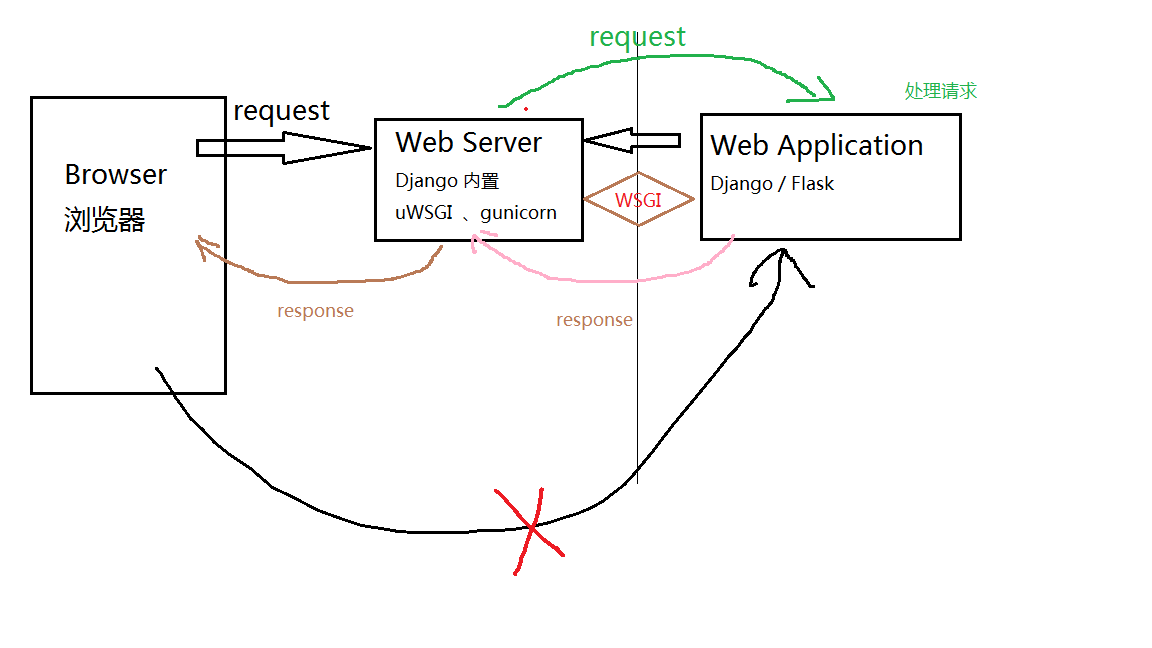 request
处理请求
request
Browser
浏览器
Web Server
Django 内置
uWSGI 、gunicorn
WSGI
Web Application
Django / Flask
response
response